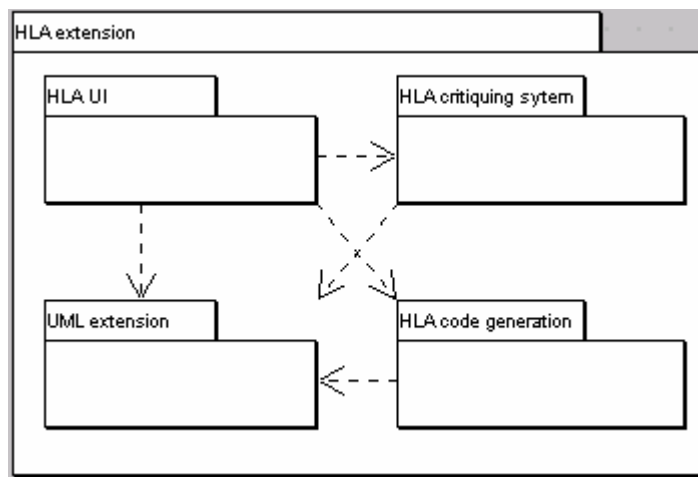 HLA extension
HLA UI
HLA critiquing sytem
UML extension
HLA code generation